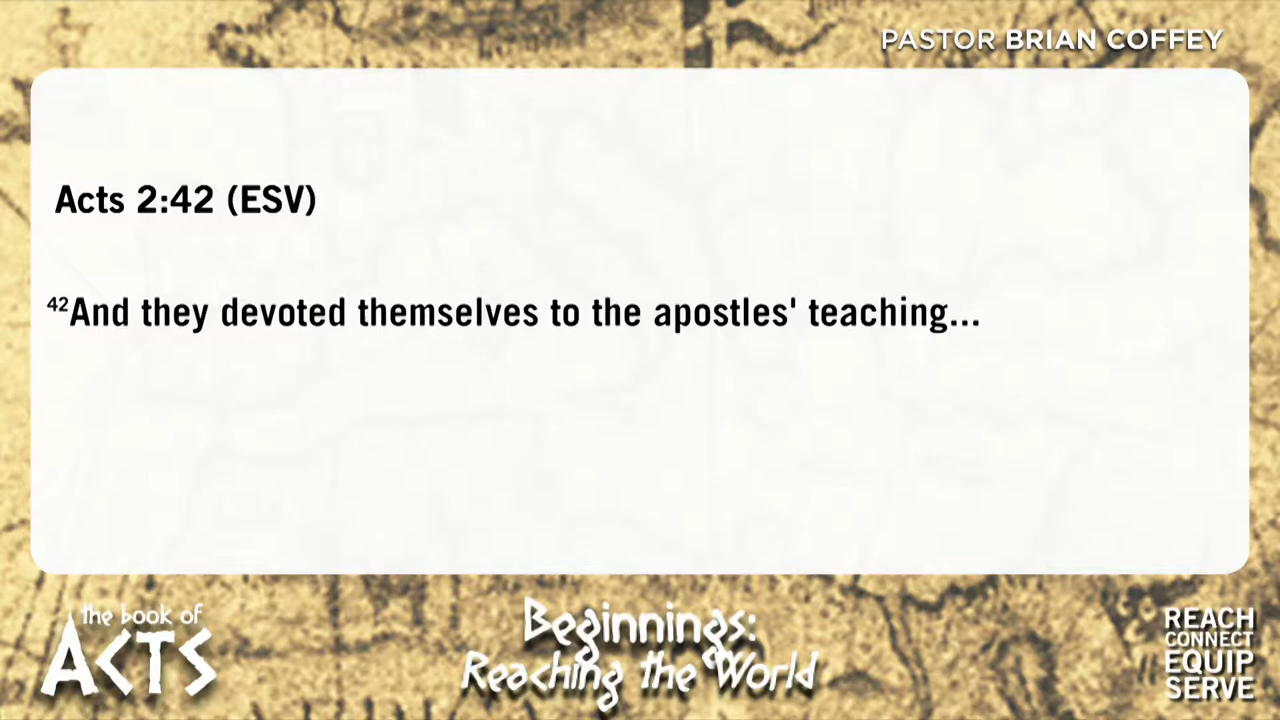 PASTOR BRIAN COFFEY
Acts 2:42 (ESV)
42And they devoted themselves to the apostles' teaching...
the book of
ACTS
Beginnings:
Reaching the World
REACH
CONNECT
EQUIP
SERVE